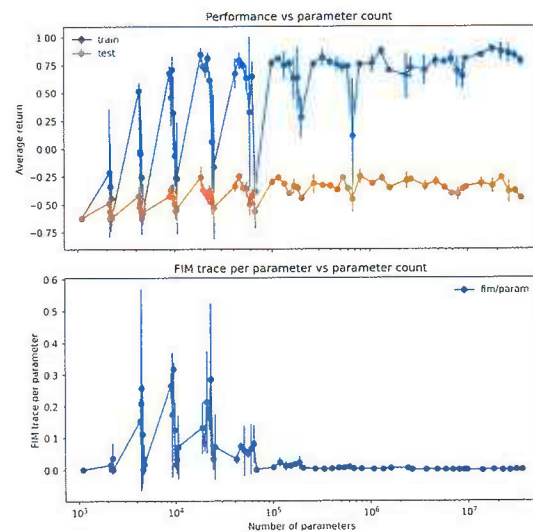 Performance vs parameter count
train
test
1.00
0.75
0.50
0.25
0.00
−0.25
−0.50
−0.75
Average return
FIM trace per parameter vs parameter count
fim/param
0.6
0.5
0.4
0.3
0.2
0.1
0.0
FIM trace per parameter
10³ 10⁴ 10⁵ 10⁶ 10⁷
Number of parameters